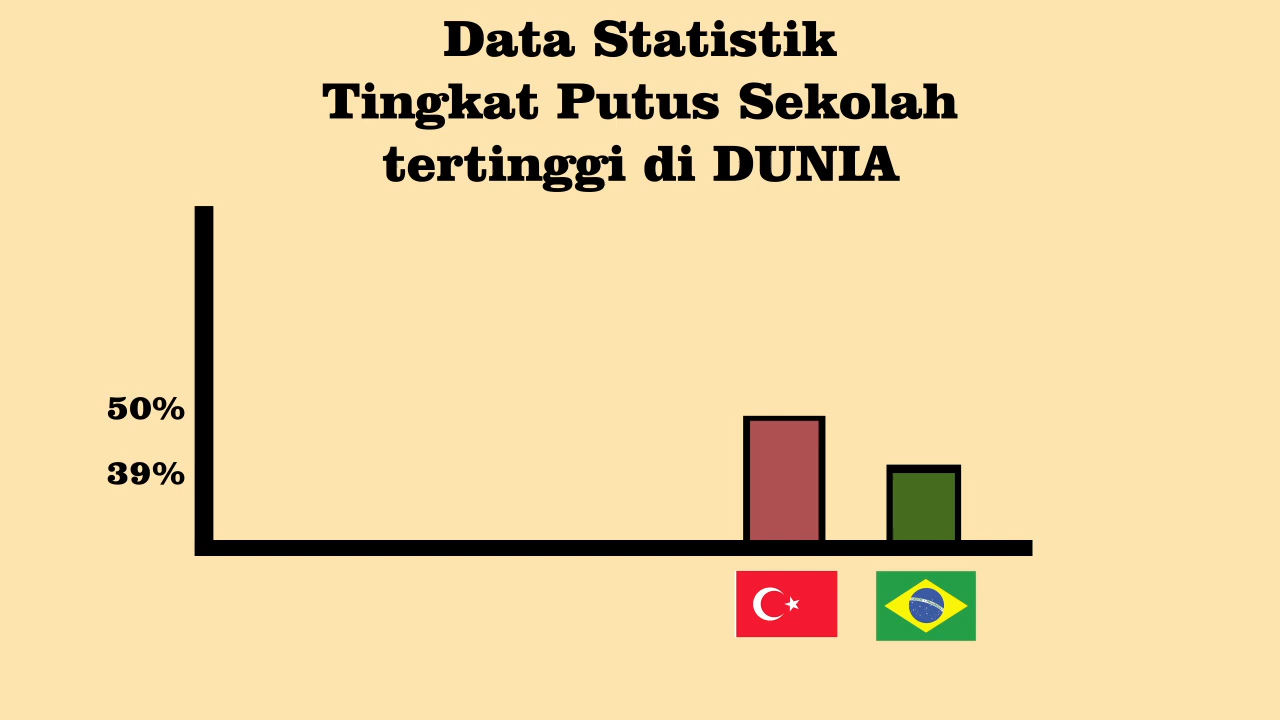 Data Statistik
Tingkat Putus Sekolah
tertinggi di DUNIA
50%
39%